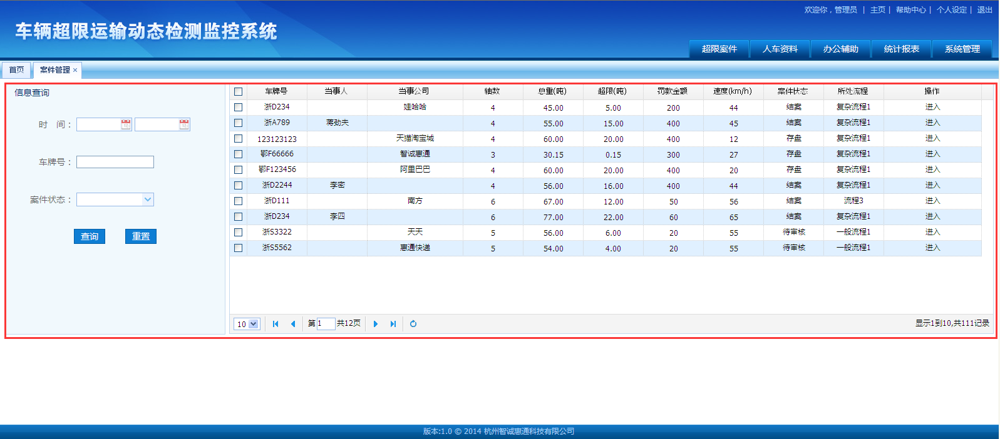 欢迎你，管理员 | 主页 | 帮助中心 | 个人设定 | 退出
车辆超限运输动态检测监控系统
超限案件 人车资料 办公辅助 统计报表 系统管理
首页 案件管理 ×
信息查询
时 间：
车牌号：
案件状态：
查询 重置
车牌号 当事人 当事公司 轴数 总重(吨) 超限(吨) 罚款金额 速度(km/h) 案件状态 所处流程 操作
浙D234 娃哈哈 4 45.00 5.00 200 44 结案 复杂流程1 进入
浙A789 蒋劲夫 4 55.00 15.00 400 45 结案 复杂流程1 进入
123123123 天猫淘宝城 4 60.00 20.00 400 12 存盘 复杂流程1 进入
鄂F66666 智诚惠通 3 30.15 0.15 300 27 存盘 复杂流程1 进入
鄂F123456 阿里巴巴 4 60.00 20.00 400 20 存盘 复杂流程1 进入
浙D2244 李密 4 56.00 16.00 400 44 结案 复杂流程1 进入
浙D111 南方 6 67.00 12.00 50 56 结案 流程3 进入
浙D234 李四 6 77.00 22.00 60 65 结案 复杂流程1 进入
浙S3322 天天 5 56.00 6.00 20 55 待审核 一般流程1 进入
浙S5562 惠通快递 5 54.00 4.00 20 55 待审核 一般流程1 进入
10 第 1 共12页 显示1到10,共111记录
版本:1.0 © 2014 杭州智诚惠通科技有限公司